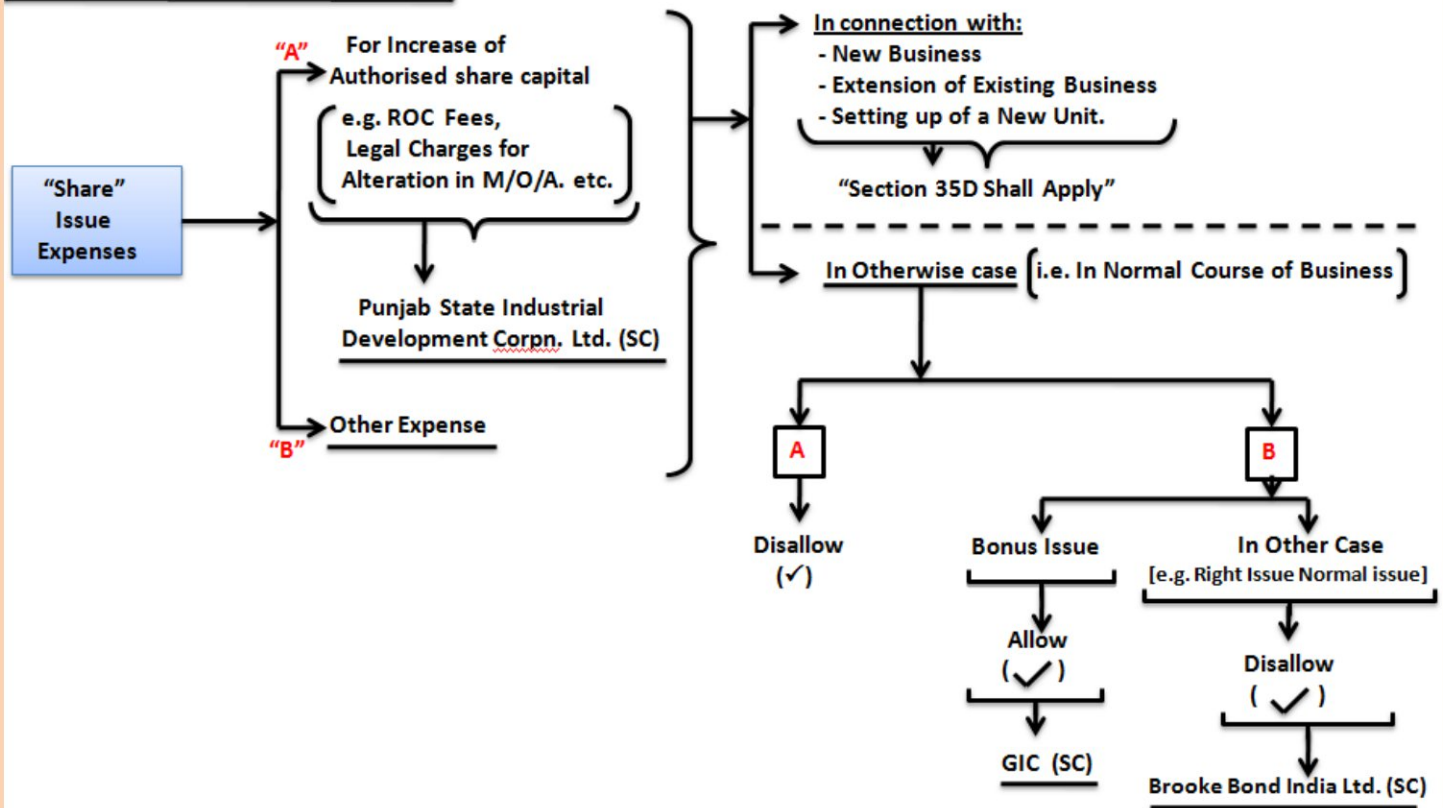 “Share”
Issue
Expenses
“A”
For Increase of
Authorised share capital
e.g. ROC Fees,
Legal Charges for
Alteration in M/O/A. etc.
Punjab State Industrial
Development Corpn. Ltd. (SC)
“B”
Other Expense
In connection with:
- New Business
- Extension of Existing Business
- Setting up of a New Unit.
“Section 35D Shall Apply”
In Otherwise case (i.e. In Normal Course of Business)
A
Disallow
(✓)
B
Bonus Issue
Allow
(✓)
GIC (SC)
In Other Case
[e.g. Right Issue Normal issue]
Disallow
(✓)
Brooke Bond India Ltd. (SC)